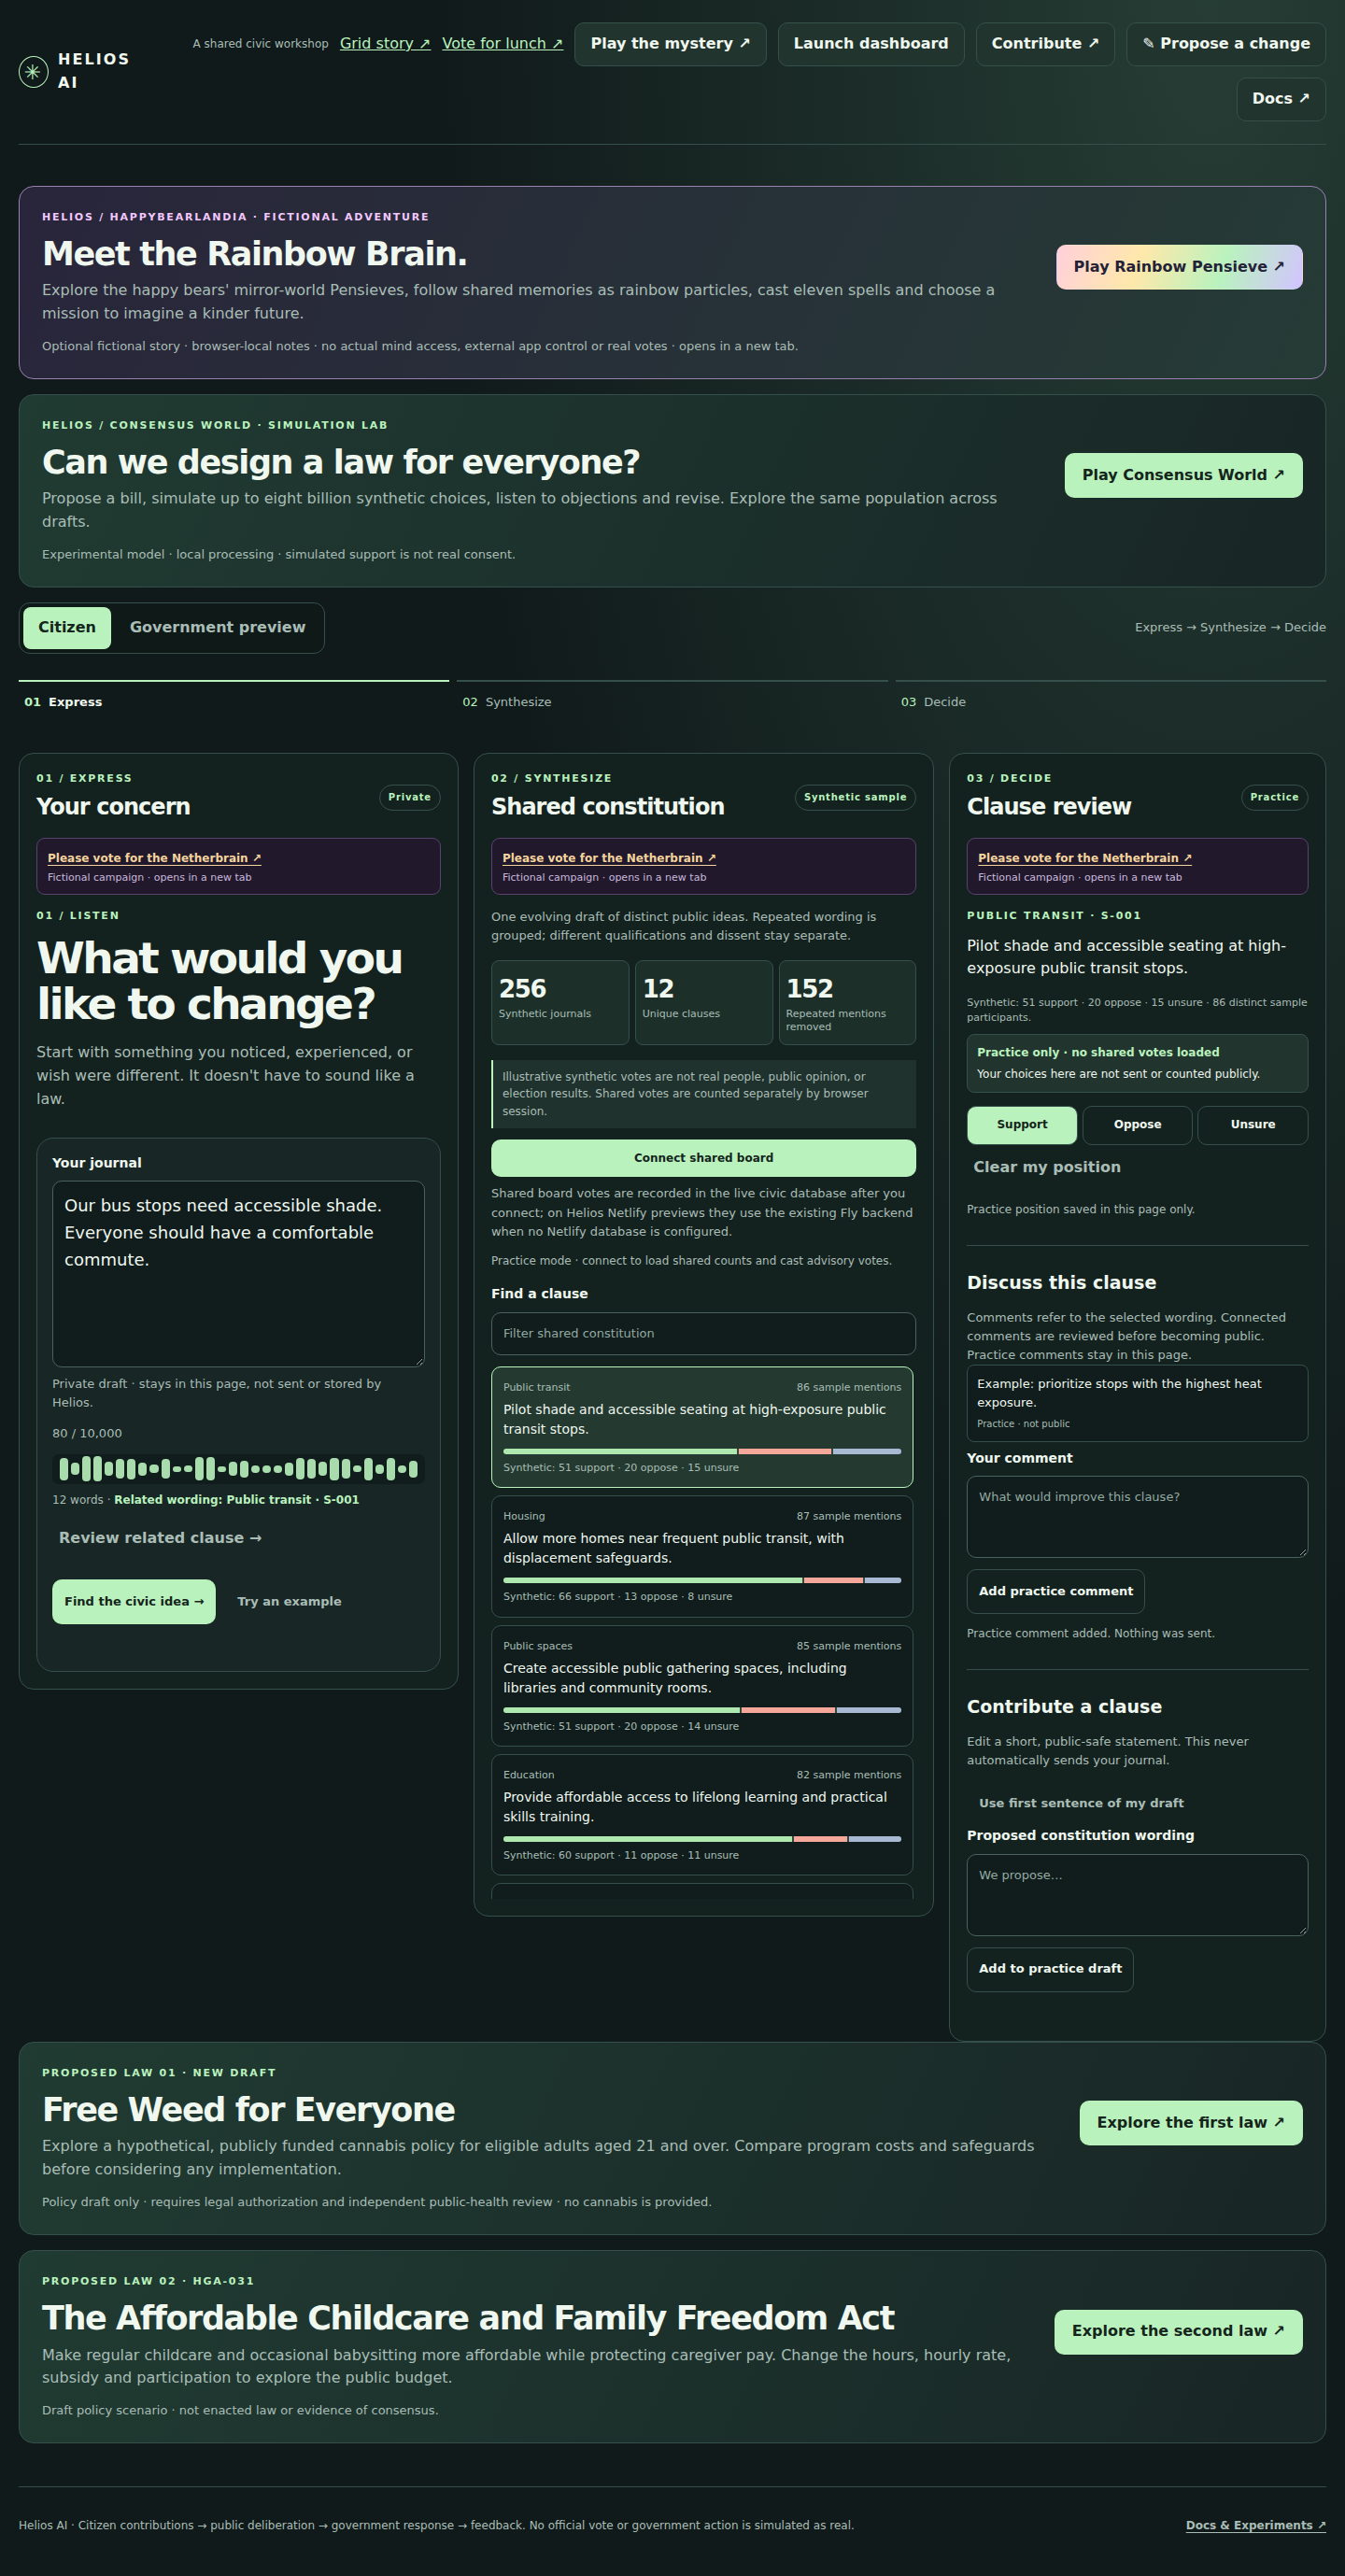 HELIOS
AI
A shared civic workshop
Grid story ↗
Vote for lunch ↗
Play the mystery ↗
Launch dashboard
Contribute ↗
✎ Propose a change
Docs ↗
HELIOS / HAPPYBEARLANDIA · FICTIONAL ADVENTURE
Meet the Rainbow Brain.
Explore the happy bears' mirror-world Pensieves, follow shared memories as rainbow particles, cast eleven spells and choose a
mission to imagine a kinder future.
Optional fictional story · browser-local notes · no actual mind access, external app control or real votes · opens in a new tab.
Play Rainbow Pensieve ↗
HELIOS / CONSENSUS WORLD · SIMULATION LAB
Can we design a law for everyone?
Propose a bill, simulate up to eight billion synthetic choices, listen to objections and revise. Explore the same population across
drafts.
Experimental model · local processing · simulated support is not real consent.
Play Consensus World ↗
Citizen
Government preview
Express → Synthesize → Decide
01 Express
02 Synthesize
03 Decide
01 / EXPRESS
Your concern
Private
Please vote for the Netherbrain ↗
Fictional campaign · opens in a new tab
01 / LISTEN
What would you
like to change?
Start with something you noticed, experienced, or
wish were different. It doesn't have to sound like a
law.
Your journal
Our bus stops need accessible shade.
Everyone should have a comfortable
commute.
Private draft · stays in this page, not sent or stored by
Helios.
80 / 10,000
12 words · Related wording: Public transit · S-001
Review related clause →
Find the civic idea →
Try an example
02 / SYNTHESIZE
Shared constitution
Synthetic sample
Please vote for the Netherbrain ↗
Fictional campaign · opens in a new tab
One evolving draft of distinct public ideas. Repeated wording is
grouped; different qualifications and dissent stay separate.
256
Synthetic journals
12
Unique clauses
152
Repeated mentions
removed
Illustrative synthetic votes are not real people, public opinion, or
election results. Shared votes are counted separately by browser
session.
Connect shared board
Shared board votes are recorded in the live civic database after you
connect; on Helios Netlify previews they use the existing Fly backend
when no Netlify database is configured.
Practice mode · connect to load shared counts and cast advisory votes.
Find a clause
Filter shared constitution
Public transit
86 sample mentions
Pilot shade and accessible seating at high-exposure public
transit stops.
Synthetic: 51 support · 20 oppose · 15 unsure
Housing
87 sample mentions
Allow more homes near frequent public transit, with
displacement safeguards.
Synthetic: 66 support · 13 oppose · 8 unsure
Public spaces
85 sample mentions
Create accessible public gathering spaces, including
libraries and community rooms.
Synthetic: 51 support · 20 oppose · 14 unsure
Education
82 sample mentions
Provide affordable access to lifelong learning and practical
skills training.
Synthetic: 60 support · 11 oppose · 11 unsure
03 / DECIDE
Clause review
Practice
Please vote for the Netherbrain ↗
Fictional campaign · opens in a new tab
PUBLIC TRANSIT · S-001
Pilot shade and accessible seating at high-
exposure public transit stops.
Synthetic: 51 support · 20 oppose · 15 unsure · 86 distinct sample
participants.
Practice only · no shared votes loaded
Your choices here are not sent or counted publicly.
Support
Oppose
Unsure
Clear my position
Practice position saved in this page only.
Discuss this clause
Comments refer to the selected wording. Connected
comments are reviewed before becoming public.
Practice comments stay in this page.
Example: prioritize stops with the highest heat
exposure.
Practice · not public
Your comment
What would improve this clause?
Add practice comment
Practice comment added. Nothing was sent.
Contribute a clause
Edit a short, public-safe statement. This never
automatically sends your journal.
Use first sentence of my draft
Proposed constitution wording
We propose...
Add to practice draft
PROPOSED LAW 01 · NEW DRAFT
Free Weed for Everyone
Explore a hypothetical, publicly funded cannabis policy for eligible adults aged 21 and over. Compare program costs and safeguards
before considering any implementation.
Policy draft only · requires legal authorization and independent public-health review · no cannabis is provided.
Explore the first law ↗
PROPOSED LAW 02 · HGA-031
The Affordable Childcare and Family Freedom Act
Make regular childcare and occasional babysitting more affordable while protecting caregiver pay. Change the hours, hourly rate,
subsidy and participation to explore the public budget.
Draft policy scenario · not enacted law or evidence of consensus.
Explore the second law ↗
Helios AI · Citizen contributions → public deliberation → government response → feedback. No official vote or government action is simulated as real.
Docs & Experiments ↗